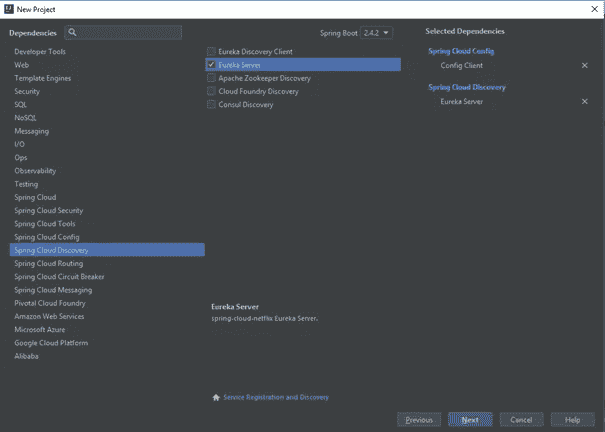 New Project
Dependencies
Spring Boot 2.4.2
Selected Dependencies
Developer Tools
Web
Template Engines
Security
SQL
NoSQL
Messaging
I/O
Ops
Observability
Testing
Spring Cloud
Spring Cloud Security
Spring Cloud Tools
Spring Cloud Config
Spring Cloud Discovery
Spring Cloud Routing
Spring Cloud Circuit Breaker
Spring Cloud Messaging
Pivotal Cloud Foundry
Amazon Web Services
Microsoft Azure
Google Cloud Platform
Alibaba
Eureka Discovery Client
Eureka Server
Apache Zookeeper Discovery
Cloud Foundry Discovery
Consul Discovery
Spring Cloud Config
Config Client
Spring Cloud Discovery
Eureka Server
Eureka Server
spring-cloud-netflix Eureka Server.
Service Registration and Discovery
Previous
Next
Cancel
Help